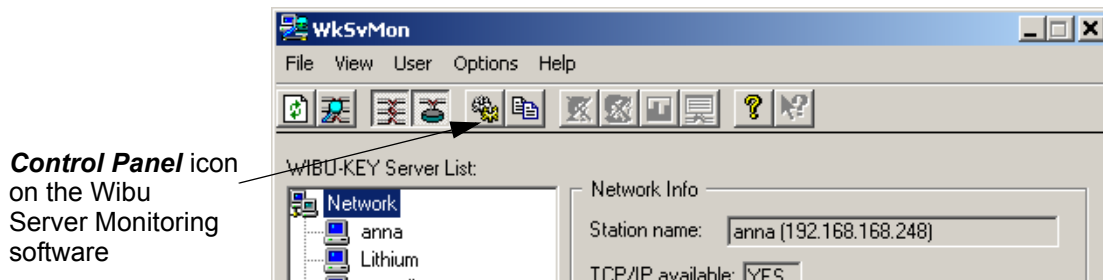 WkSvMon
File View User Options Help
Control Panel icon
on the Wibu
Server Monitoring
software
WIBU-KEY Server List:
Network
anna
Lithium
Network Info
Station name: anna (192.168.168.248)
TCP/IP available: YES